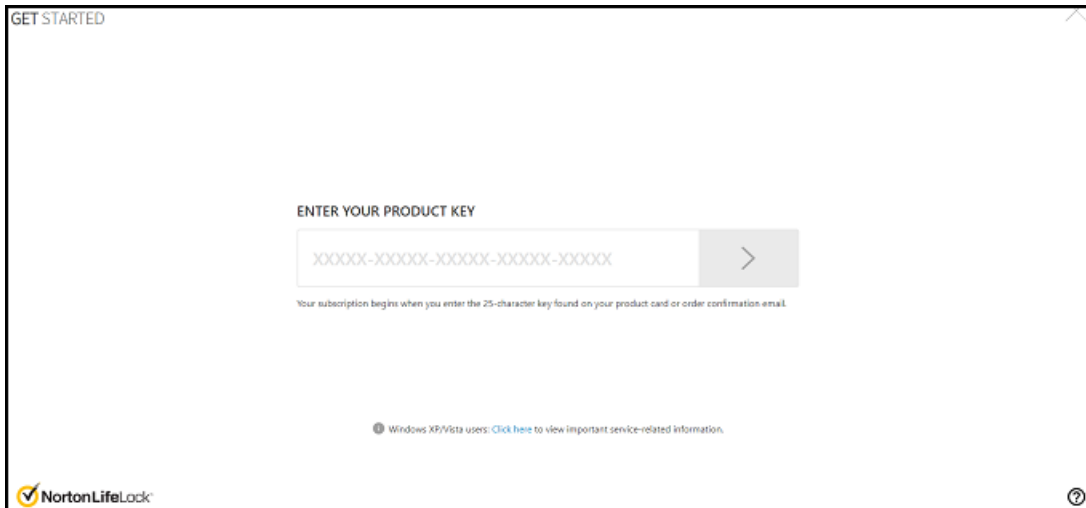 GET STARTED
ENTER YOUR PRODUCT KEY
XXXXX-XXXXX-XXXXX-XXXXX-XXXXX
Your subscription begins when you enter the 25-character key found on your product card or order confirmation email.
Windows XP/Vista users: Click here to view important service-related information.
NortonLifeLock